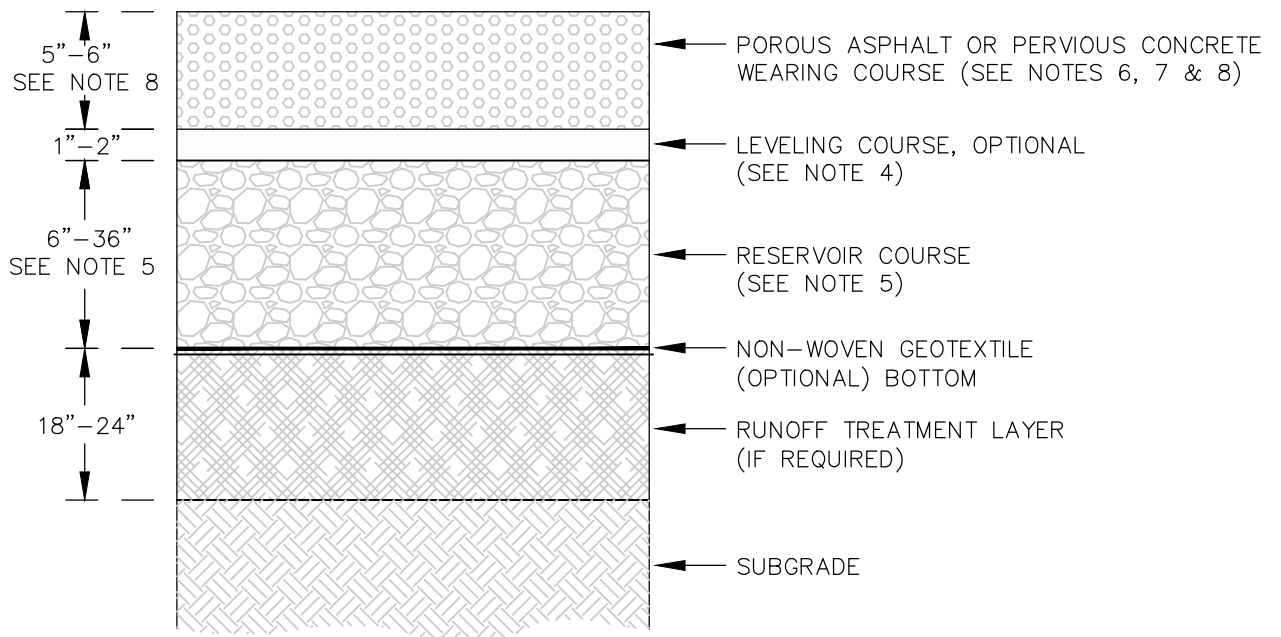 5”–6”
SEE NOTE 8
1”–2”
6”–36”
SEE NOTE 5
18”–24”
POROUS ASPHALT OR PERVIOUS CONCRETE
WEARING COURSE (SEE NOTES 6, 7 & 8)
LEVELING COURSE, OPTIONAL
(SEE NOTE 4)
RESERVOIR COURSE
(SEE NOTE 5)
NON–WOVEN GEOTEXTILE
(OPTIONAL) BOTTOM
RUNOFF TREATMENT LAYER
(IF REQUIRED)
SUBGRADE